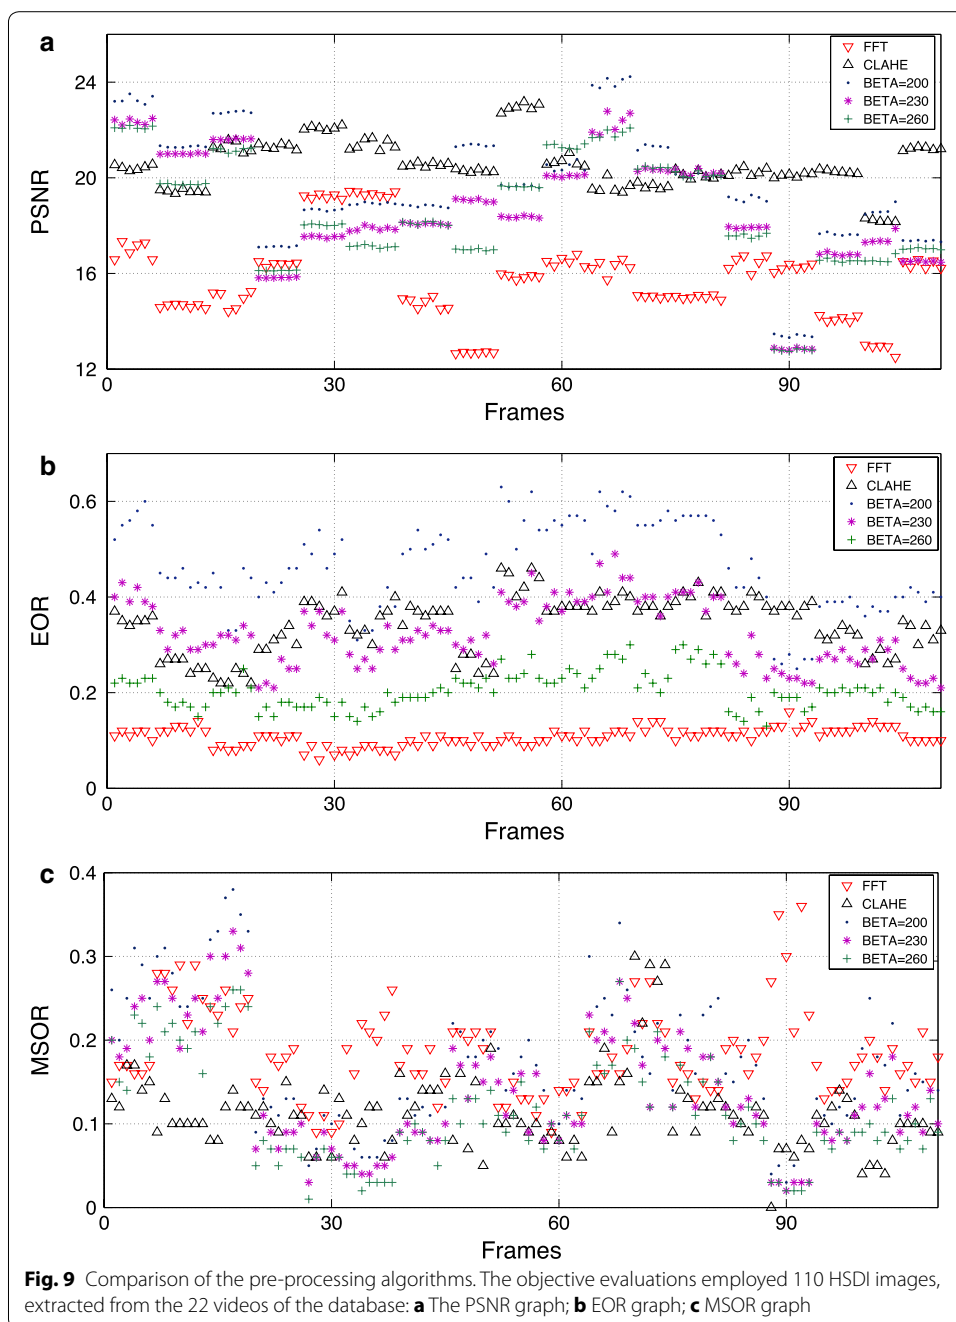 a
24
20
16
12
PSNR
0
30
60
90
Frames
FFT
CLAHE
BETA=200
BETA=230
BETA=260
b
0.6
0.4
0.2
0
EOR
0
30
60
90
Frames
FFT
CLAHE
BETA=200
BETA=230
BETA=260
c
0.4
0.3
0.2
0.1
0
MSOR
0
30
60
90
Frames
FFT
CLAHE
BETA=200
BETA=230
BETA=260
Fig. 9 Comparison of the pre-processing algorithms. The objective evaluations employed 110 HSDI images,
extracted from the 22 videos of the database: a The PSNR graph; b EOR graph; c MSOR graph